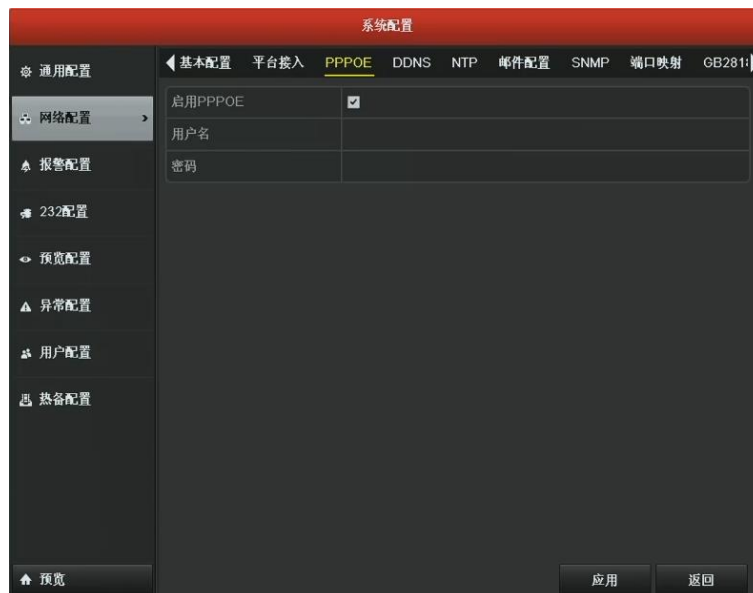 系统配置
通用配置
网络配置
报警配置
232配置
预览配置
异常配置
用户配置
热备配置
预览
基本配置 平台接入 PPPOE DDNS NTP 邮件配置 SNMP 端口映射 GB2818
启用PPPOE
用户名
密码
应用 返回